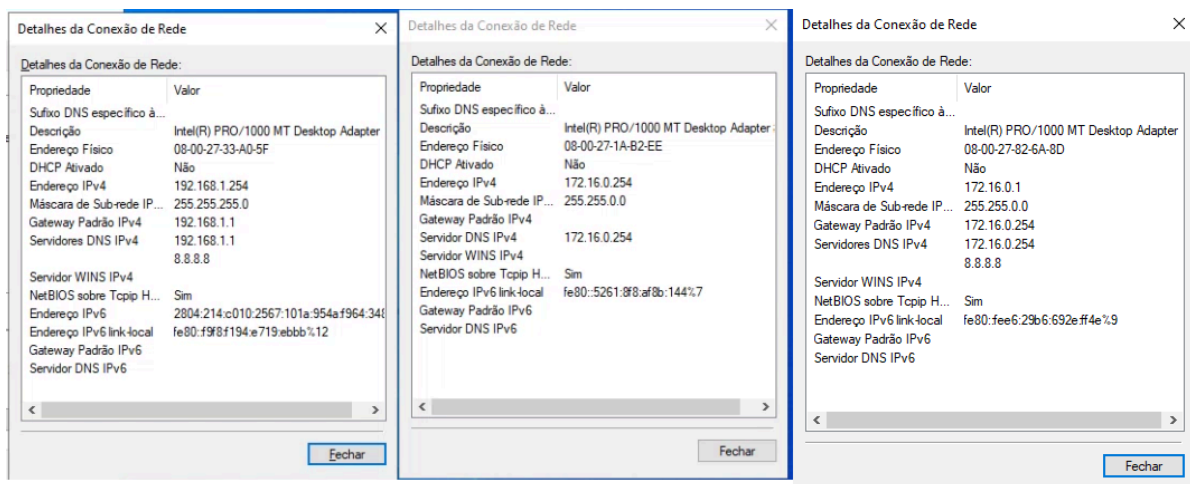 Detalhes da Conexão de Rede
Detalhes da Conexão de Rede:
Propriedade Valor
Sufixo DNS específico à...
Descrição Intel(R) PRO/1000 MT Desktop Adapter
Endereço Físico 08-00-27-33-A0-5F
DHCP Ativado Não
Endereço IPv4 192.168.1.254
Máscara de Sub-rede IP... 255.255.255.0
Gateway Padrão IPv4 192.168.1.1
Servidores DNS IPv4 192.168.1.1
8.8.8.8
Servidor WINS IPv4
NetBIOS sobre Tcpip H... Sim
Endereço IPv6 2804:214:c010:2567:101a:954a:f964:348
Endereço IPv6 link-local fe80::f9f8:f194:e719:ebbb%12
Gateway Padrão IPv6
Servidor DNS IPv6
Fechar
Detalhes da Conexão de Rede
Detalhes da Conexão de Rede:
Propriedade Valor
Sufixo DNS específico à...
Descrição Intel(R) PRO/1000 MT Desktop Adapter
Endereço Físico 08-00-27-1A-B2-EE
DHCP Ativado Não
Endereço IPv4 172.16.0.254
Máscara de Sub-rede IP... 255.255.0.0
Gateway Padrão IPv4
Servidor DNS IPv4 172.16.0.254
Servidor WINS IPv4
NetBIOS sobre Tcpip H... Sim
Endereço IPv6 link-local fe80::5261:8f8:af8b:144%7
Gateway Padrão IPv6
Servidor DNS IPv6
Fechar
Detalhes da Conexão de Rede
Detalhes da Conexão de Rede:
Propriedade Valor
Sufixo DNS específico à...
Descrição Intel(R) PRO/1000 MT Desktop Adapter
Endereço Físico 08-00-27-82-6A-8D
DHCP Ativado Não
Endereço IPv4 172.16.0.1
Máscara de Sub-rede IP... 255.255.0.0
Gateway Padrão IPv4 172.16.0.254
Servidores DNS IPv4 172.16.0.254
8.8.8.8
Servidor WINS IPv4
NetBIOS sobre Tcpip H... Sim
Endereço IPv6 link-local fe80::fee6:29b6:692e:ff4e%9
Gateway Padrão IPv6
Servidor DNS IPv6
Fechar